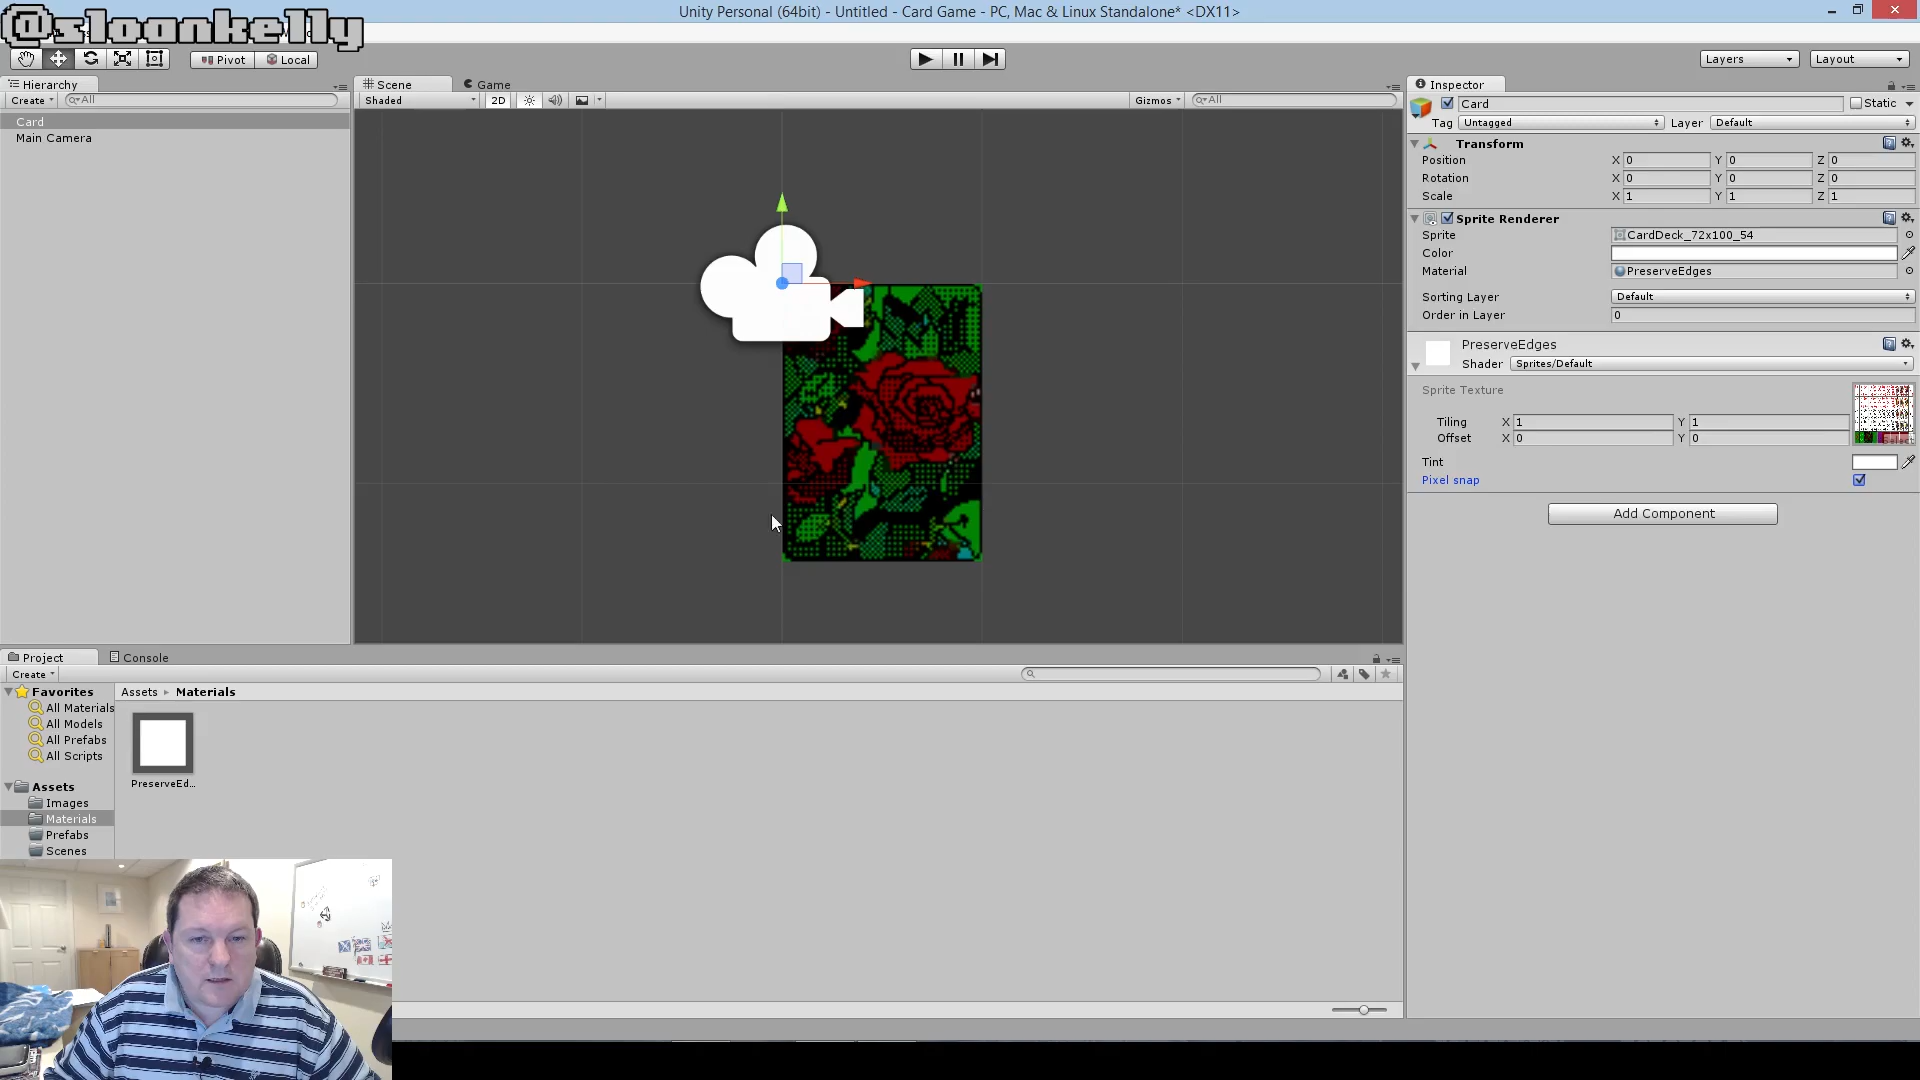 @sloankelly
Unity Personal (64bit) - Untitled - Card Game - PC, Mac & Linux Standalone* <DX11>
Pivot
Local
Layers
Layout
Hierarchy
Create
All
Card
Main Camera
Scene
Game
Shaded
2D
Gizmos
All
Inspector
Card
Static
Tag
Untagged
Layer
Default
Transform
Position
X 0
Y 0
Z 0
Rotation
X 0
Y 0
Z 0
Scale
X 1
Y 1
Z 1
Sprite Renderer
Sprite
CardDeck_72x100_54
Color
Material
PreserveEdges
Sorting Layer
Default
Order in Layer
0
PreserveEdges
Shader
Sprites/Default
Sprite Texture
Tiling
X 1
Y 1
Offset
X 0
Y 0
Select
Tint
Pixel snap
Add Component
Project
Console
Create
Favorites
All Materials
All Models
All Prefabs
All Scripts
Assets
Images
Materials
Prefabs
Scenes
Assets
Materials
PreserveEd...